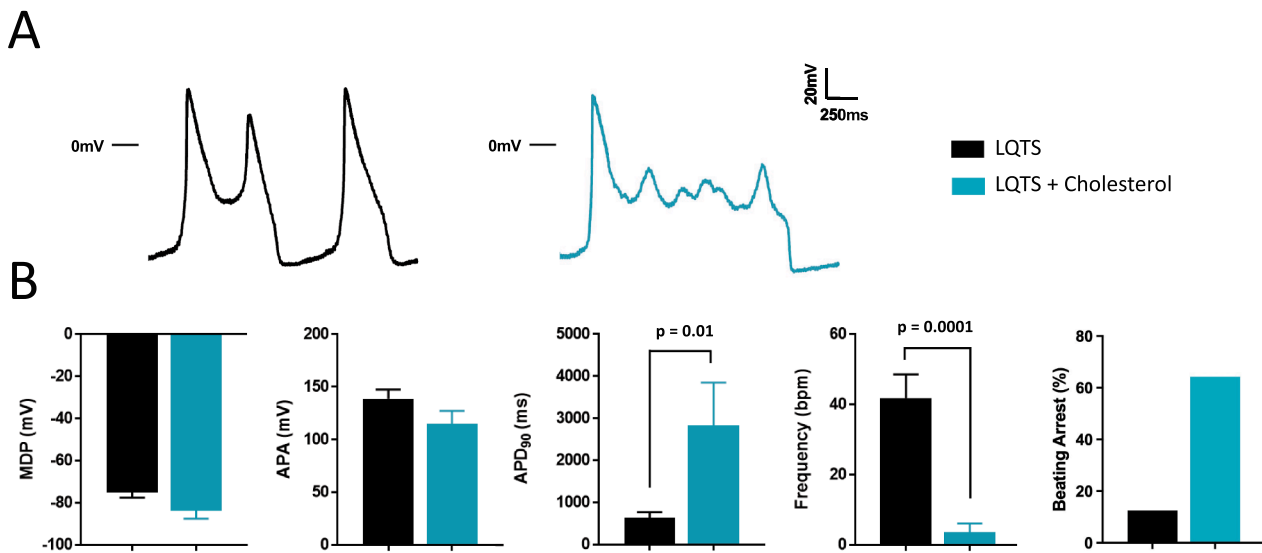 A
0mV
0mV
20mV
250ms
LQTS
LQTS + Cholesterol
B
MDP (mV)
0
-20
-40
-60
-80
-100
APA (mV)
200
150
100
50
0
APD90 (ms)
5000
4000
3000
2000
1000
0
p = 0.01
Frequency (bpm)
60
40
20
0
p = 0.0001
Beating Arrest (%)
80
60
40
20
0